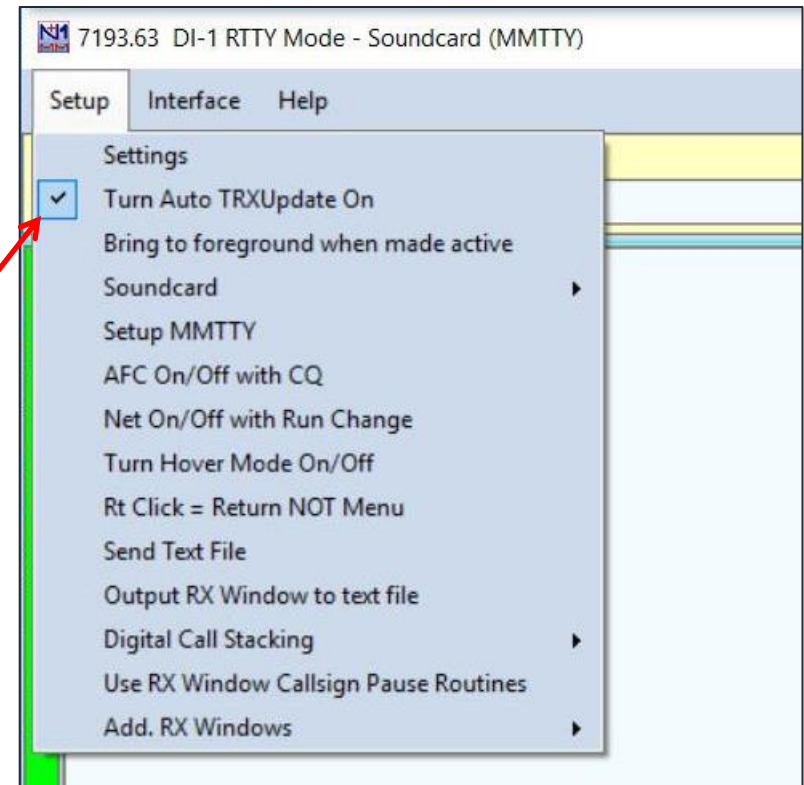 N1
MM
7193.63 DI-1 RTTY Mode - Soundcard (MMTTY)
Setup Interface Help
Settings
Turn Auto TRXUpdate On
Bring to foreground when made active
Soundcard
Setup MMTTY
AFC On/Off with CQ
Net On/Off with Run Change
Turn Hover Mode On/Off
Rt Click = Return NOT Menu
Send Text File
Output RX Window to text file
Digital Call Stacking
Use RX Window Callsign Pause Routines
Add. RX Windows